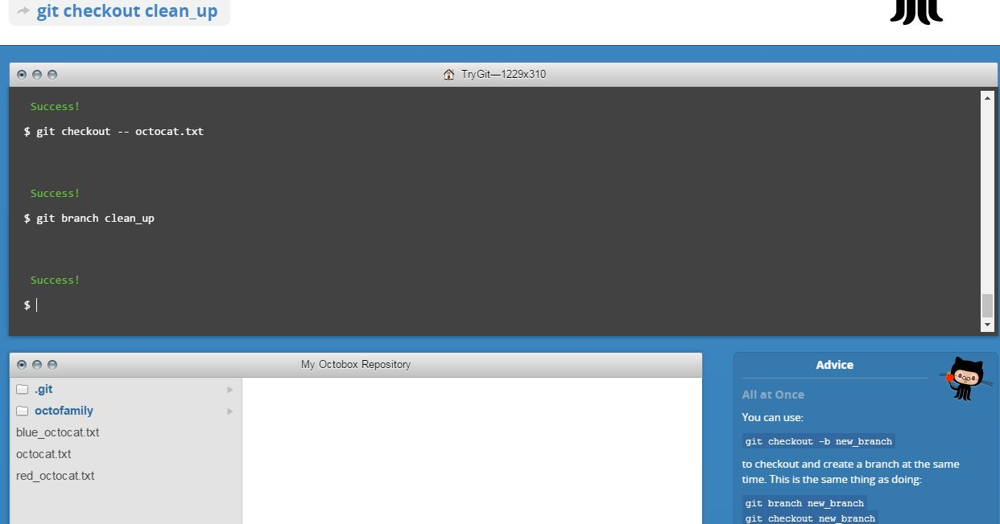 git checkout clean_up
TryGit—1229x310
Success!
$ git checkout -- octocat.txt
Success!
$ git branch clean_up
Success!
$
My Octobox Repository
.git
octofamily
blue_octocat.txt
octocat.txt
red_octocat.txt
Advice
All at Once
You can use:
git checkout -b new_branch
to checkout and create a branch at the same
time. This is the same thing as doing:
git branch new_branch
git checkout new_branch